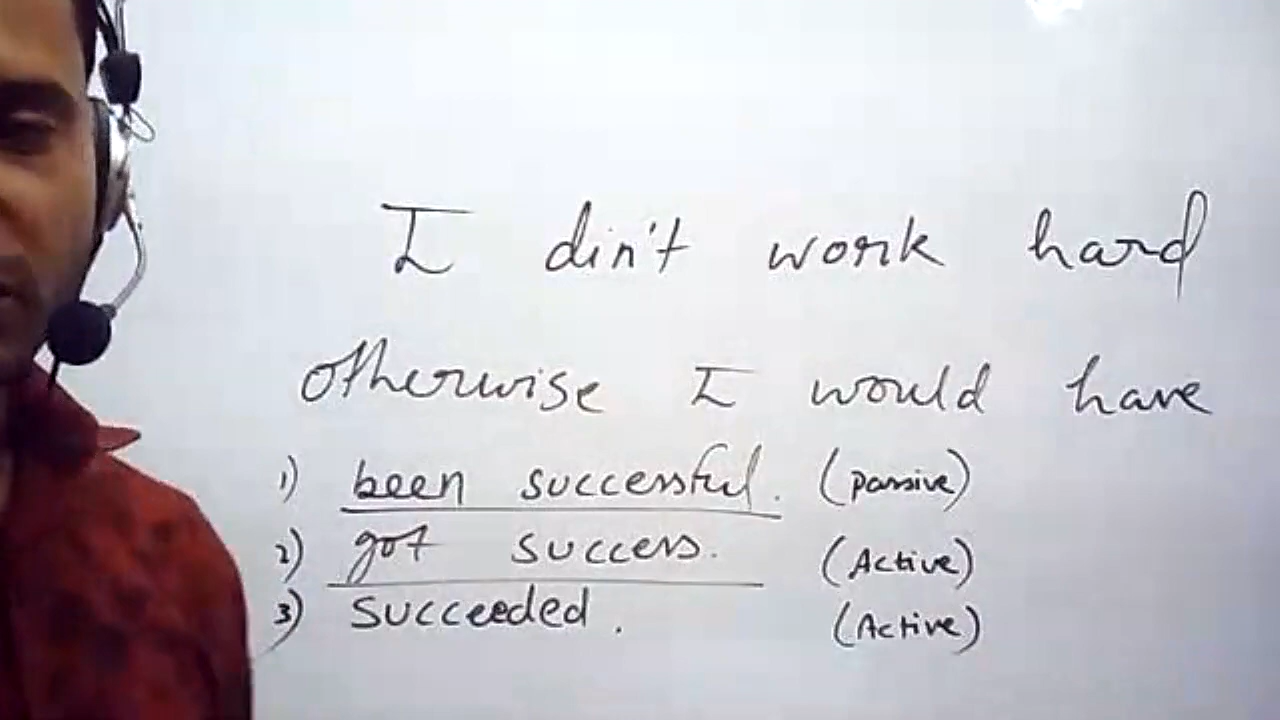 I din't work hard
otherwise I would have
1) been successful. (Passive)
2) got success. (Active)
3) succeeded. (Active)